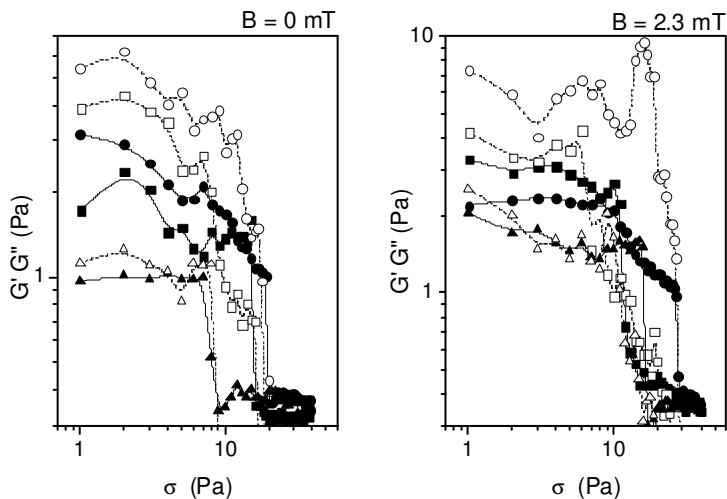 B = 0 mT
G' G" (Pa)
1
1
10
σ (Pa)
B = 2.3 mT
10
G' G" (Pa)
1
1
10
σ (Pa)